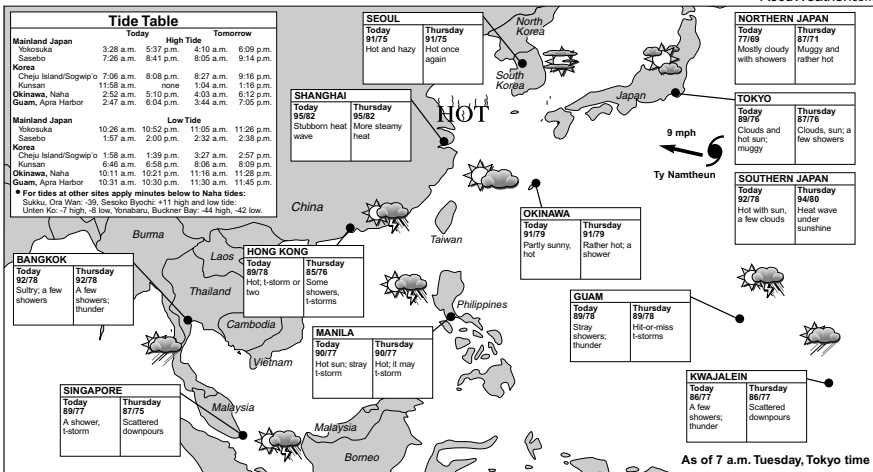 Tide Table
Today Tomorrow
Mainland Japan High Tide
Yokosuka 3:28 a.m. 5:37 p.m. 4:10 a.m. 6:09 p.m.
Sasebo 7:26 a.m. 8:41 p.m. 8:05 a.m. 9:14 p.m.
Korea
Cheju Island/Sogwip'o 7:06 a.m. 8:08 p.m. 8:27 a.m. 9:16 p.m.
Kunsan 11:58 a.m. none 1:04 a.m. 1:16 p.m.
Okinawa, Naha 2:52 a.m. 5:10 p.m. 4:03 a.m. 6:12 p.m.
Guam, Apra Harbor 2:47 a.m. 6:04 p.m. 3:44 a.m. 7:05 p.m.
Mainland Japan Low Tide
Yokosuka 10:26 a.m. 10:52 p.m. 11:05 a.m. 11:26 p.m.
Sasebo 1:57 a.m. 2:00 p.m. 2:32 a.m. 2:38 p.m.
Korea
Cheju Island/Sogwip'o 1:58 a.m. 1:39 p.m. 3:27 a.m. 2:57 p.m.
Kunsan 6:46 a.m. 6:58 p.m. 8:06 a.m. 8:09 p.m.
Okinawa, Naha 10:11 a.m. 10:21 p.m. 11:16 a.m. 11:28 p.m.
Guam, Apra Harbor 10:31 a.m. 10:30 p.m. 11:30 a.m. 11:45 p.m.
• For tides at other sites apply minutes below to Naha tides:
Sukku, Ora Wan: -39, Sesoko Byochi: +11 high and low tide:
Unten Ko: -7 high, -8 low, Yonabaru, Buckner Bay: -44 high, -42 low.
SEOUL
Today Thursday
91/75 91/75
Hot and hazy Hot once
again
North
Korea
South
Korea
Japan
NORTHERN JAPAN
Today Thursday
77/69 87/71
Mostly cloudy Muggy and
with showers rather hot
SHANGHAI
Today Thursday
95/82 95/82
Stubborn heat More steamy
wave heat
HOT
TOKYO
Today Thursday
89/76 87/76
Clouds and Clouds, sun; a
hot sun; few showers
muggy
9 mph
Ty Namtheun
SOUTHERN JAPAN
Today Thursday
92/78 94/80
Hot with sun, Heat wave
a few clouds under
sunshine
China
Taiwan
OKINAWA
Today Thursday
91/79 91/79
Partly sunny, Rather hot; a
hot shower
Burma
Laos
Thailand
Cambodia
Vietnam
HONG KONG
Today Thursday
89/78 85/76
Hot; t-storm or Some
two showers,
t-storms
BANGKOK
Today Thursday
92/78 92/78
Sultry; a few A few
showers showers;
thunder
Philippines
MANILA
Today Thursday
90/77 90/77
Hot sun; stray Hot; it may
t-storm t-storm
GUAM
Today Thursday
89/78 89/78
Stray Hit-or-miss
showers; t-storms
thunder
KWAJALEIN
Today Thursday
86/77 86/77
A few Scattered
showers; downpours
thunder
SINGAPORE
Today Thursday
89/77 87/75
A shower, Scattered
t-storm downpours
Malaysia
Malaysia
Borneo
As of 7 a.m. Tuesday, Tokyo time